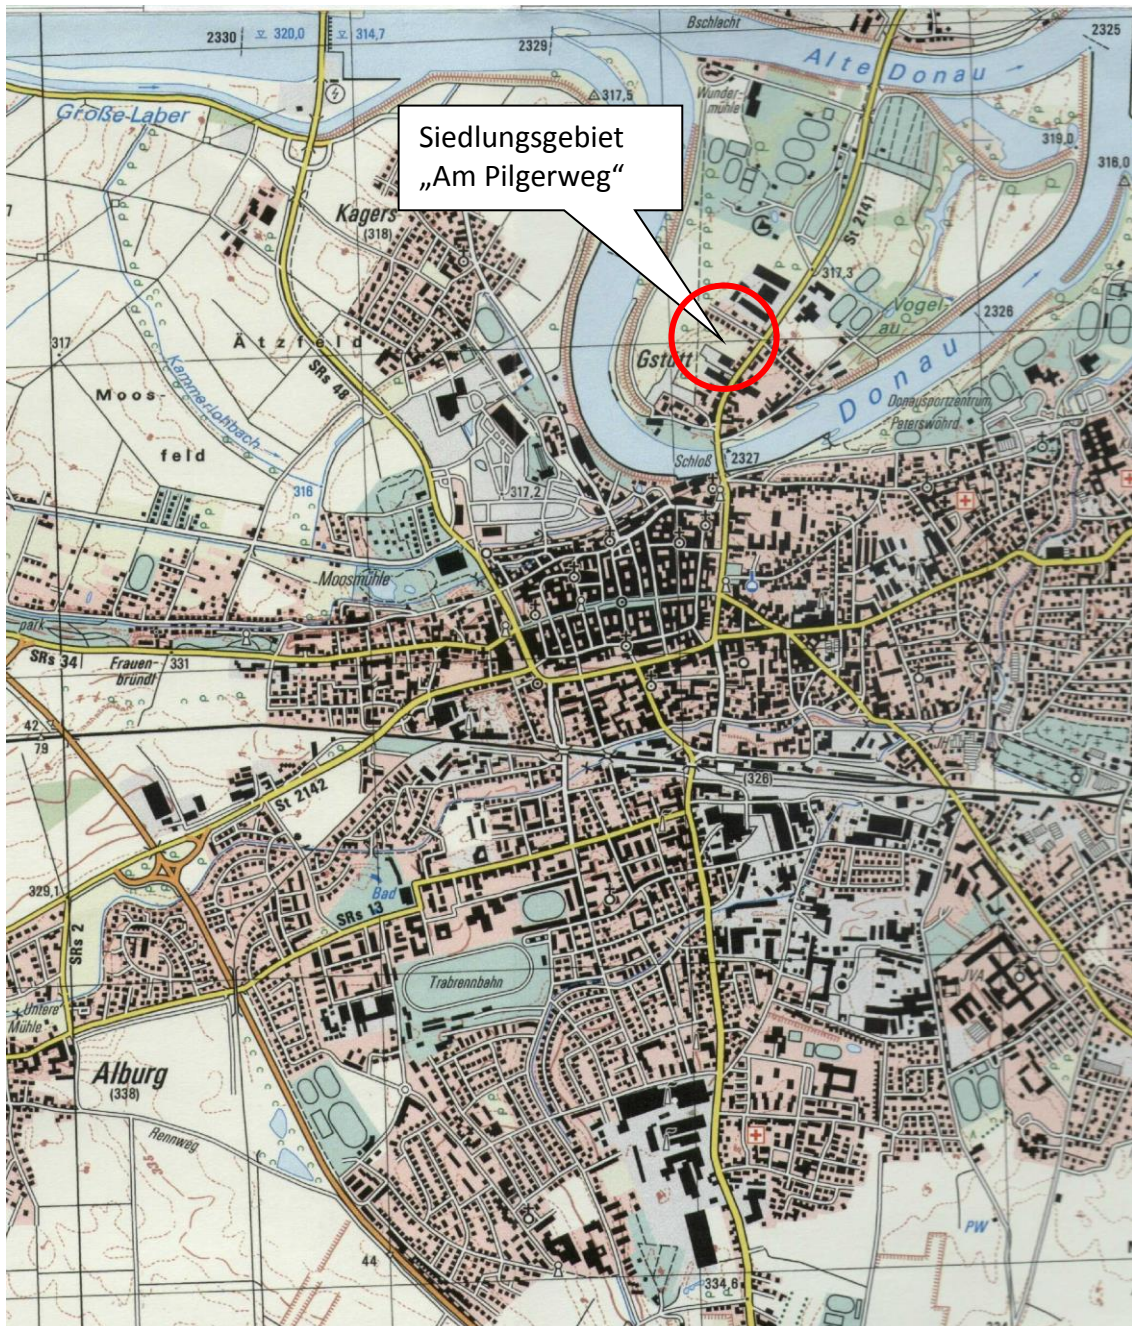 Bschlacht
2330
320,0
314,7
2329
2325
Alte Donau
Große Laber
317,5
Wunder-
mühle
319,0
316,0
Siedlungsgebiet
„Am Pilgerweg“
St 2141
Kagers
(318)
317,3
Vogel-
au
2326
317
Ätzfeld
SRs 48
Gstütt
Donau
Moos-
feld
Kammerlohbach
Donausportzentrum
Peterswöhrd
Schloß
2327
316
317,2
Moosmühle
park
SRs 34
Frauen-
bründl
331
42
79
JH
(326)
St 2142
329,1
Bad
SRs 13
SRs 2
Trabrennbahn
JVA
Untere
Mühle
Alburg
(338)
Rennweg
335
PW
44
334,6